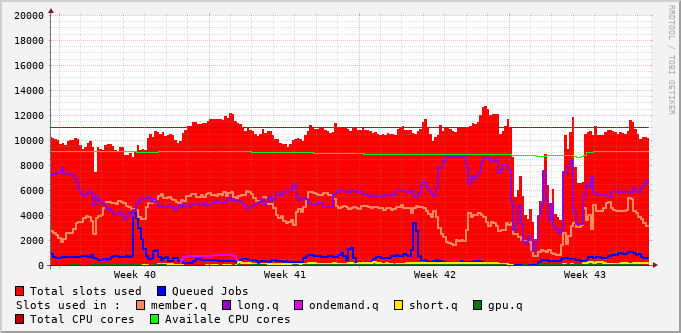 20000
18000
16000
14000
12000
10000
8000
6000
4000
2000
0
Week 40 Week 41 Week 42 Week 43
RRDTOOL / TOBI OETIKER
Total slots used Queued Jobs
Slots used in : member.q long.q ondemand.q short.q gpu.q
Total CPU cores Availale CPU cores